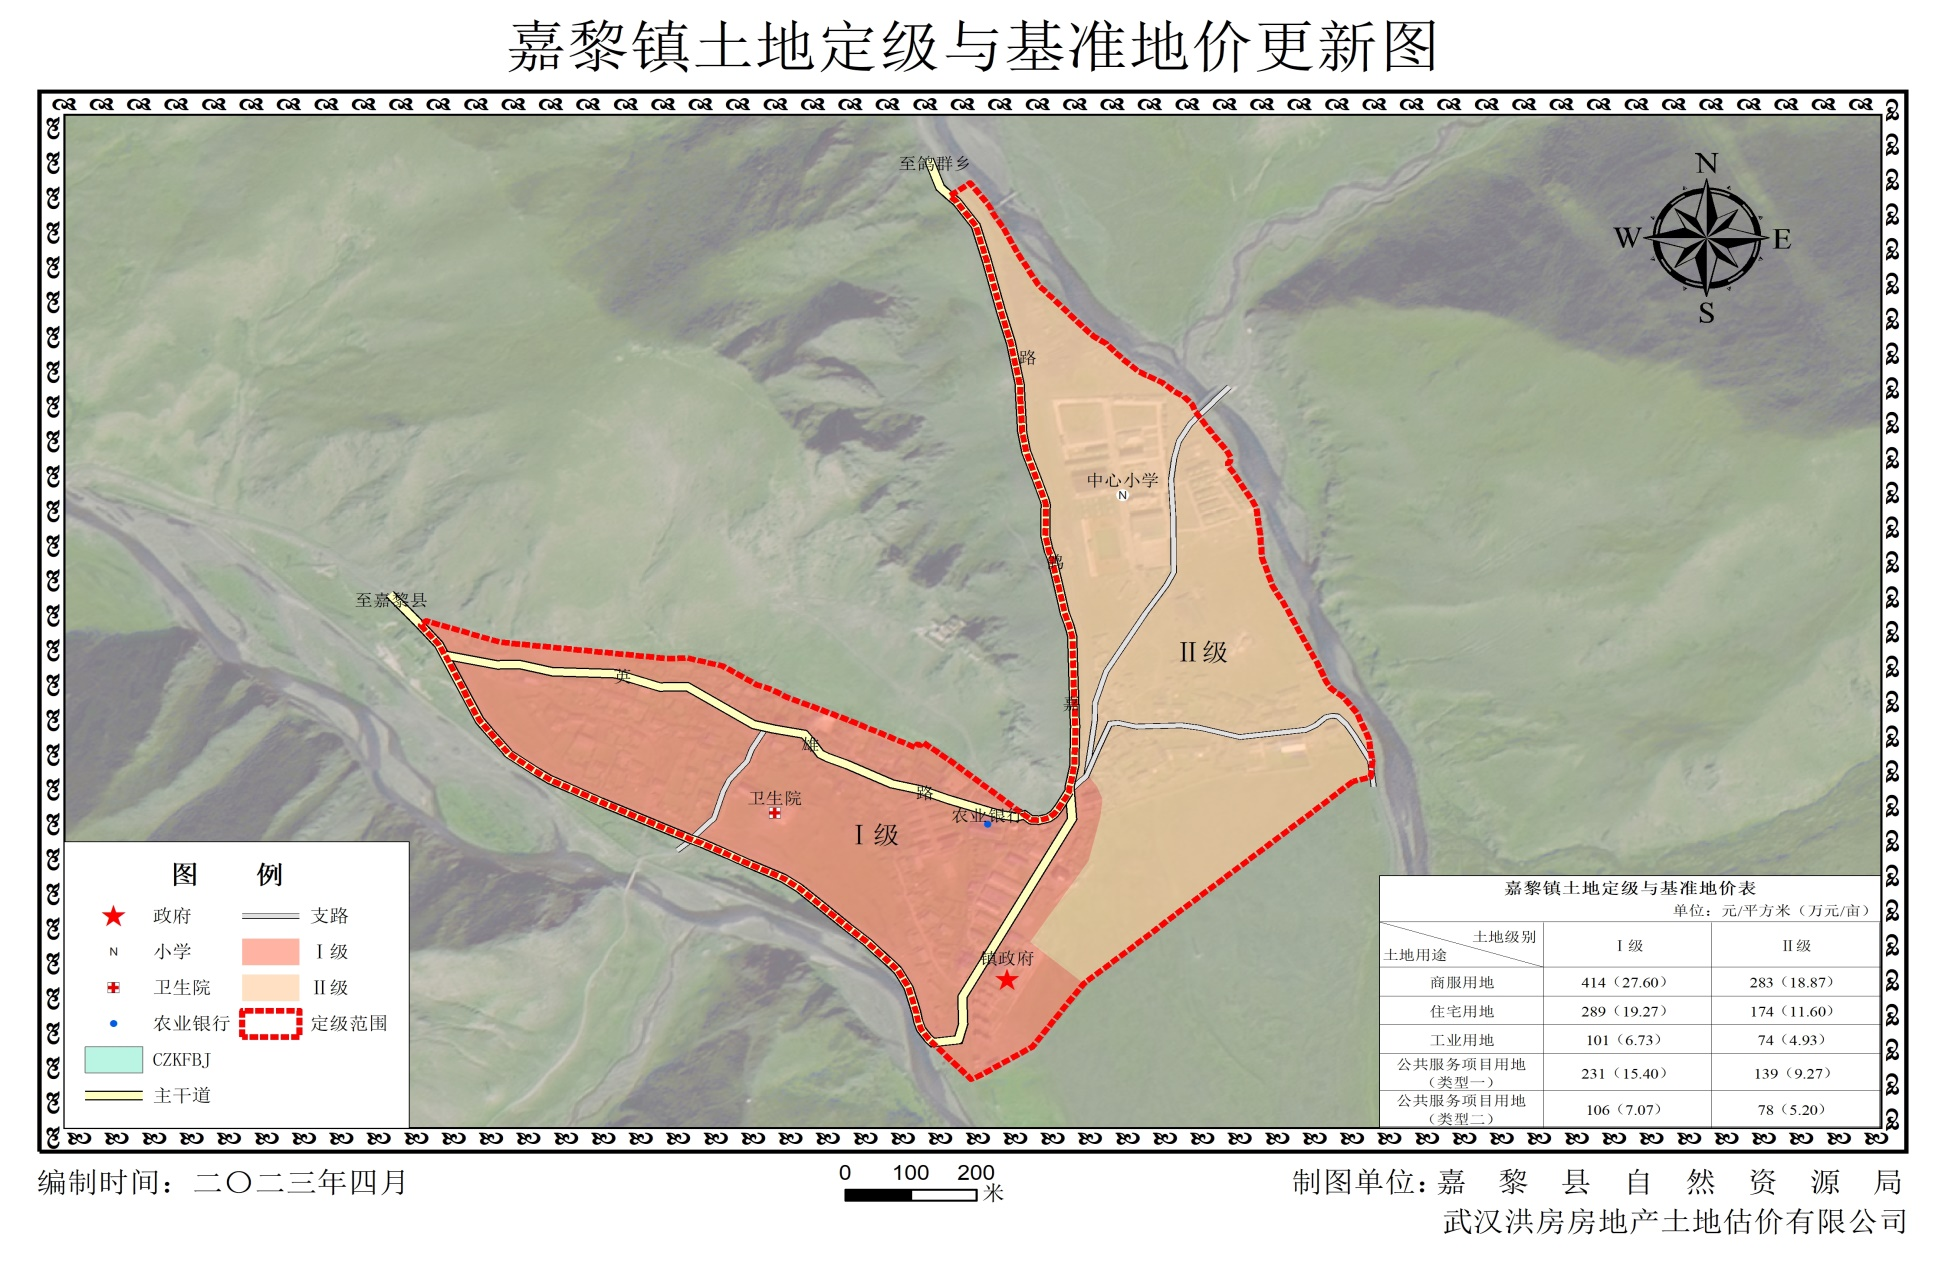 嘉黎镇土地定级与基准地价更新图
至鸽群乡
N
W
E
S
路
中心小学
N
鸽
至嘉黎县
英
Ⅱ级
嘉
雄
路
卫生院
农业银行
Ⅰ级
镇政府
图 例
政府
支路
N
小学
Ⅰ级
卫生院
Ⅱ级
农业银行
定级范围
CZKFBJ
主干道
嘉黎镇土地定级与基准地价表
单位：元/平方米（万元/亩）
土地级别
土地用途
Ⅰ级
Ⅱ级
商服用地 414（27.60） 283（18.87）
住宅用地 289（19.27） 174（11.60）
工业用地 101（6.73） 74（4.93）
公共服务项目用地
（类型一）
231（15.40） 139（9.27）
公共服务项目用地
（类型二）
106（7.07） 78（5.20）
编制时间：二〇二三年四月
0 100 200
米
制图单位：嘉黎县自然资源局
武汉洪房房地产土地估价有限公司